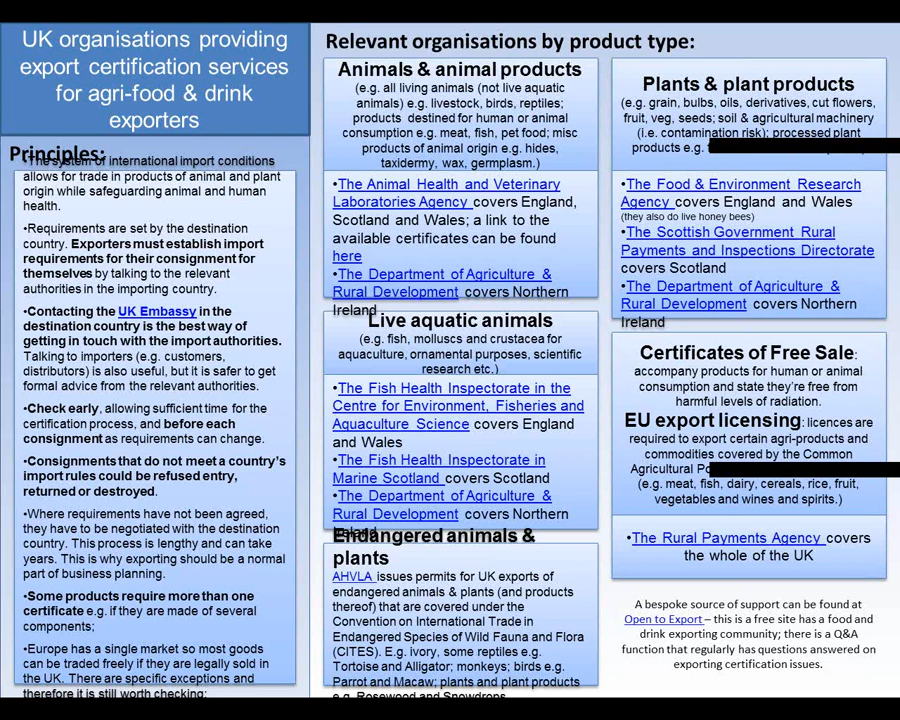 UK organisations providing
export certification services
for agri-food & drink
exporters
Principles:
•The system of international import conditions
allows for trade in products of animal and plant
origin while safeguarding animal and human
health.
•Requirements are set by the destination
country. Exporters must establish import
requirements for their consignment for
themselves by talking to the relevant
authorities in the importing country.
•Contacting the UK Embassy in the
destination country is the best way of
getting in touch with the import authorities.
Talking to importers (e.g. customers,
distributors) is also useful, but it is safer to get
formal advice from the relevant authorities.
•Check early, allowing sufficient time for the
certification process, and before each
consignment as requirements can change.
•Consignments that do not meet a country's
import rules could be refused entry,
returned or destroyed.
•Where requirements have not been agreed,
they have to be negotiated with the destination
country. This process is lengthy and can take
years. This is why exporting should be a normal
part of business planning.
•Some products require more than one
certificate e.g. if they are made of several
components;
•Europe has a single market so most goods
can be traded freely if they are legally sold in
the UK. There are specific exceptions and
therefore it is still worth checking;
Relevant organisations by product type:
Animals & animal products
(e.g. all living animals (not live aquatic
animals) e.g. livestock, birds, reptiles;
products destined for human or animal
consumption e.g. meat, fish, pet food; misc
products of animal origin e.g. hides,
taxidermy, wax, germplasm.)
•The Animal Health and Veterinary
Laboratories Agency covers England,
Scotland and Wales; a link to the
available certificates can be found
here
•The Department of Agriculture &
Rural Development covers Northern
Ireland
Live aquatic animals
(e.g. fish, molluscs and crustacea for
aquaculture, ornamental purposes, scientific
research etc.)
•The Fish Health Inspectorate in the
Centre for Environment, Fisheries and
Aquaculture Science covers England
and Wales
•The Fish Health Inspectorate in
Marine Scotland covers Scotland
•The Department of Agriculture &
Rural Development covers Northern
Ireland
Endangered animals &
plants
AHVLA issues permits for UK exports of
endangered animals & plants (and products
thereof) that are covered under the
Convention on International Trade in
Endangered Species of Wild Fauna and Flora
(CITES). E.g. ivory, some reptiles e.g.
Tortoise and Alligator; monkeys; birds e.g.
Parrot and Macaw; plants and plant products
e.g. Rosewood and Snowdrops
Plants & plant products
(e.g. grain, bulbs, oils, derivatives, cut flowers,
fruit, veg, seeds; soil & agricultural machinery
(i.e. contamination risk); processed plant
products e.g.
•The Food & Environment Research
Agency covers England and Wales
(they also do live honey bees)
•The Scottish Government Rural
Payments and Inspections Directorate
covers Scotland
•The Department of Agriculture &
Rural Development covers Northern
Ireland
Certificates of Free Sale:
accompany products for human or animal
consumption and state they're free from
harmful levels of radiation.
EU export licensing: licences are
required to export certain agri-products and
commodities covered by the Common
Agricultural
(e.g. meat, fish, dairy, cereals, rice, fruit,
vegetables and wines and spirits.)
•The Rural Payments Agency covers
the whole of the UK
A bespoke source of support can be found at
Open to Export – this is a free site has a food and
drink exporting community; there is a Q&A
function that regularly has questions answered on
exporting certification issues.